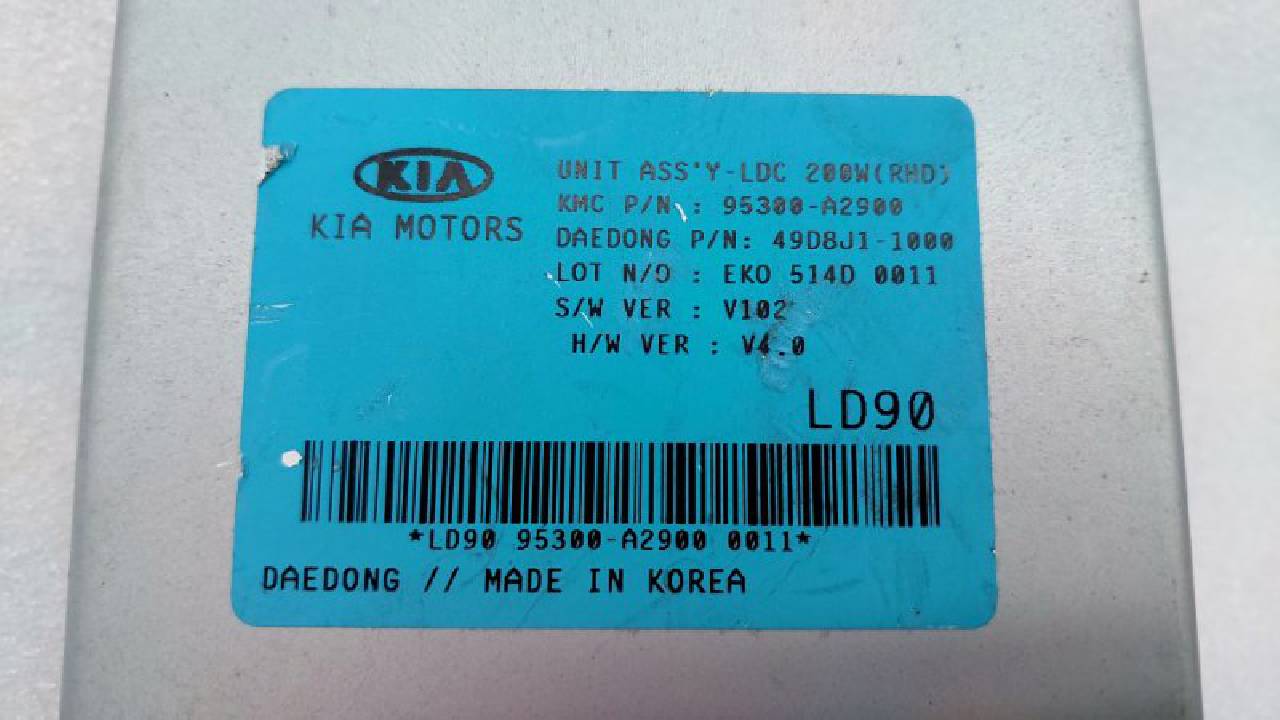 KIA
KIA MOTORS
UNIT ASS'Y-LDC 200W(RHD)
KMC P/N : 95300-A2900
DAEDONG P/N: 49D8J1-1000
LOT N/O : EKO 514D 0011
S/W VER : V102
H/W VER : V4.0
LD90
*LD90 95300-A2900 0011*
DAEDONG // MADE IN KOREA